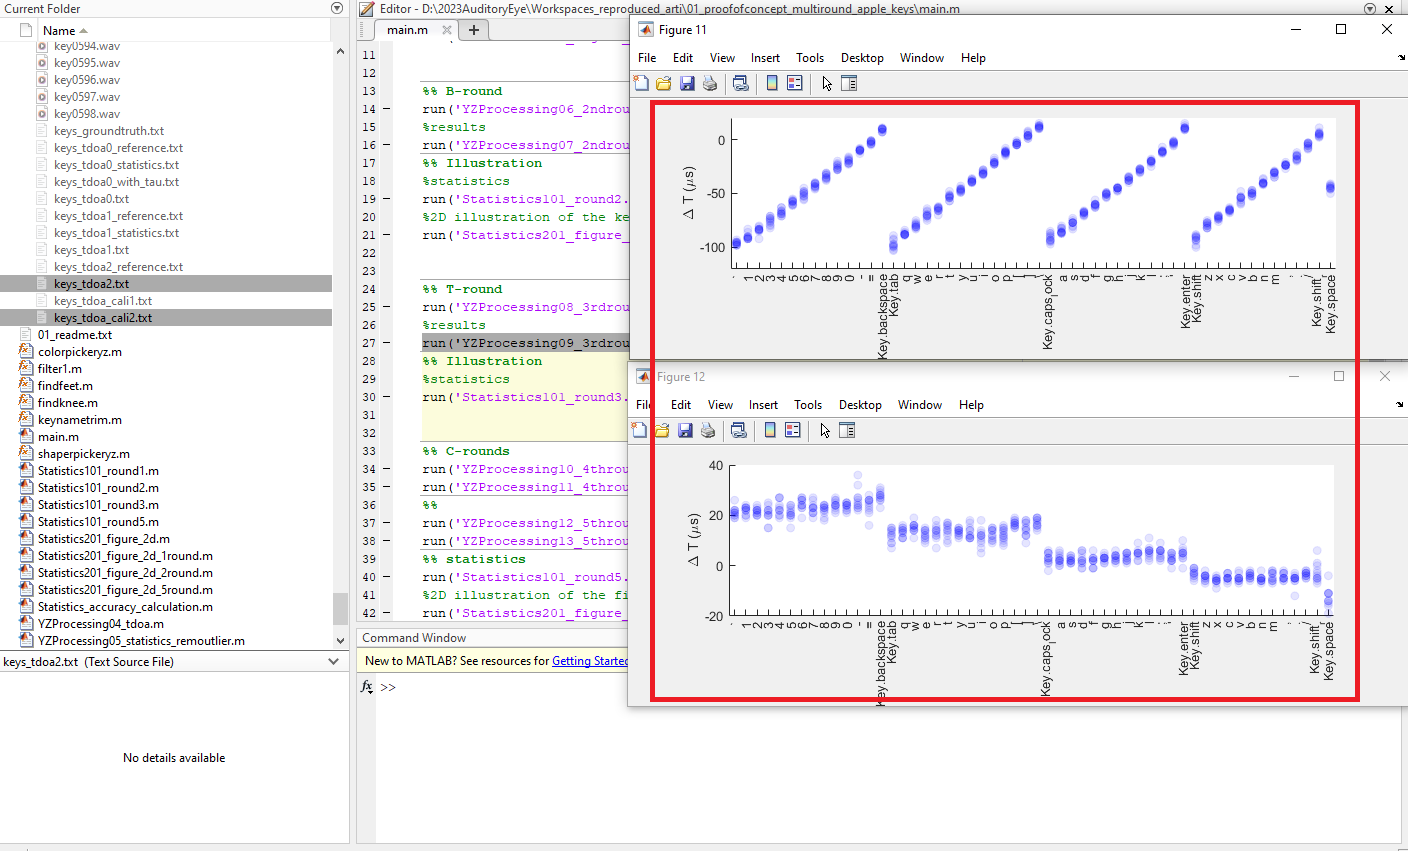 Current Folder
Name
key0594.wav
key0595.wav
key0596.wav
key0597.wav
key0598.wav
keys_groundtruth.txt
keys_tdoa0_reference.txt
keys_tdoa0_statistics.txt
keys_tdoa0_with_tau.txt
keys_tdoa0.txt
keys_tdoa1_reference.txt
keys_tdoa1_statistics.txt
keys_tdoa1.txt
keys_tdoa2_reference.txt
keys_tdoa2.txt
keys_tdoa_cali1.txt
keys_tdoa_cali2.txt
01_readme.txt
colorpickeryz.m
filter1.m
findfeet.m
findknee.m
keynametrim.m
main.m
shaperpickeryz.m
Statistics101_round1.m
Statistics101_round2.m
Statistics101_round3.m
Statistics101_round5.m
Statistics201_figure_2d.m
Statistics201_figure_2d_1round.m
Statistics201_figure_2d_2round.m
Statistics201_figure_2d_5round.m
Statistics_accuracy_calculation.m
YZProcessing04_tdoa.m
YZProcessing05_statistics_remoutlier.m
keys_tdoa2.txt (Text Source File)
No details available
Editor - D:\2023AuditoryEye\Workspaces_reproduced_arti\01_proofofconcept_multiround_apple_keys\main.m
main.m
11
12
13 %% B-round
14 – run('YZProcessing06_2ndrou
15 %results
16 – run('YZProcessing07_2ndrou
17 %% Illustration
18 %statistics
19 – run('Statistics101_round2.
20 %2D illustration of the ke
21 – run('Statistics201_figure_
22
23
24 %% T-round
25 – run('YZProcessing08_3rdrou
26 %results
27 – run('YZProcessing09_3rdrou
28 %% Illustration
29 %statistics
30 – run('Statistics101_round3.
31
32
33 %% C-rounds
34 – run('YZProcessing10_4throu
35 – run('YZProcessing11_4throu
36 %%
37 – run('YZProcessing12_5throu
38 – run('YZProcessing13_5throu
39 %% statistics
40 – run('Statistics101_round5.
41 %2D illustration of the fi
42 – run('Statistics201_figure_
Command Window
New to MATLAB? See resources for Getting Started
fx >>
Figure 11
File Edit View Insert Tools Desktop Window Help
Δ T (μs)
0
-50
-100
` 1 2 3 4 5 6 7 8 9 0 - = Key.backspace Key.tab q w e r t y u i o p [ ] Key.caps_lock a s d f g h j k l ; ' Key.enter Key.shift z x c v b n m , . / Key.shift_r Key.space
Figure 12
File Edit View Insert Tools Desktop Window Help
Δ T (μs)
40
20
0
-20
` 1 2 3 4 5 6 7 8 9 0 - = Key.backspace Key.tab q w e r t y u i o p [ ] Key.caps_lock a s d f g h j k l ; ' Key.enter Key.shift z x c v b n m , . / Key.shift_r Key.space